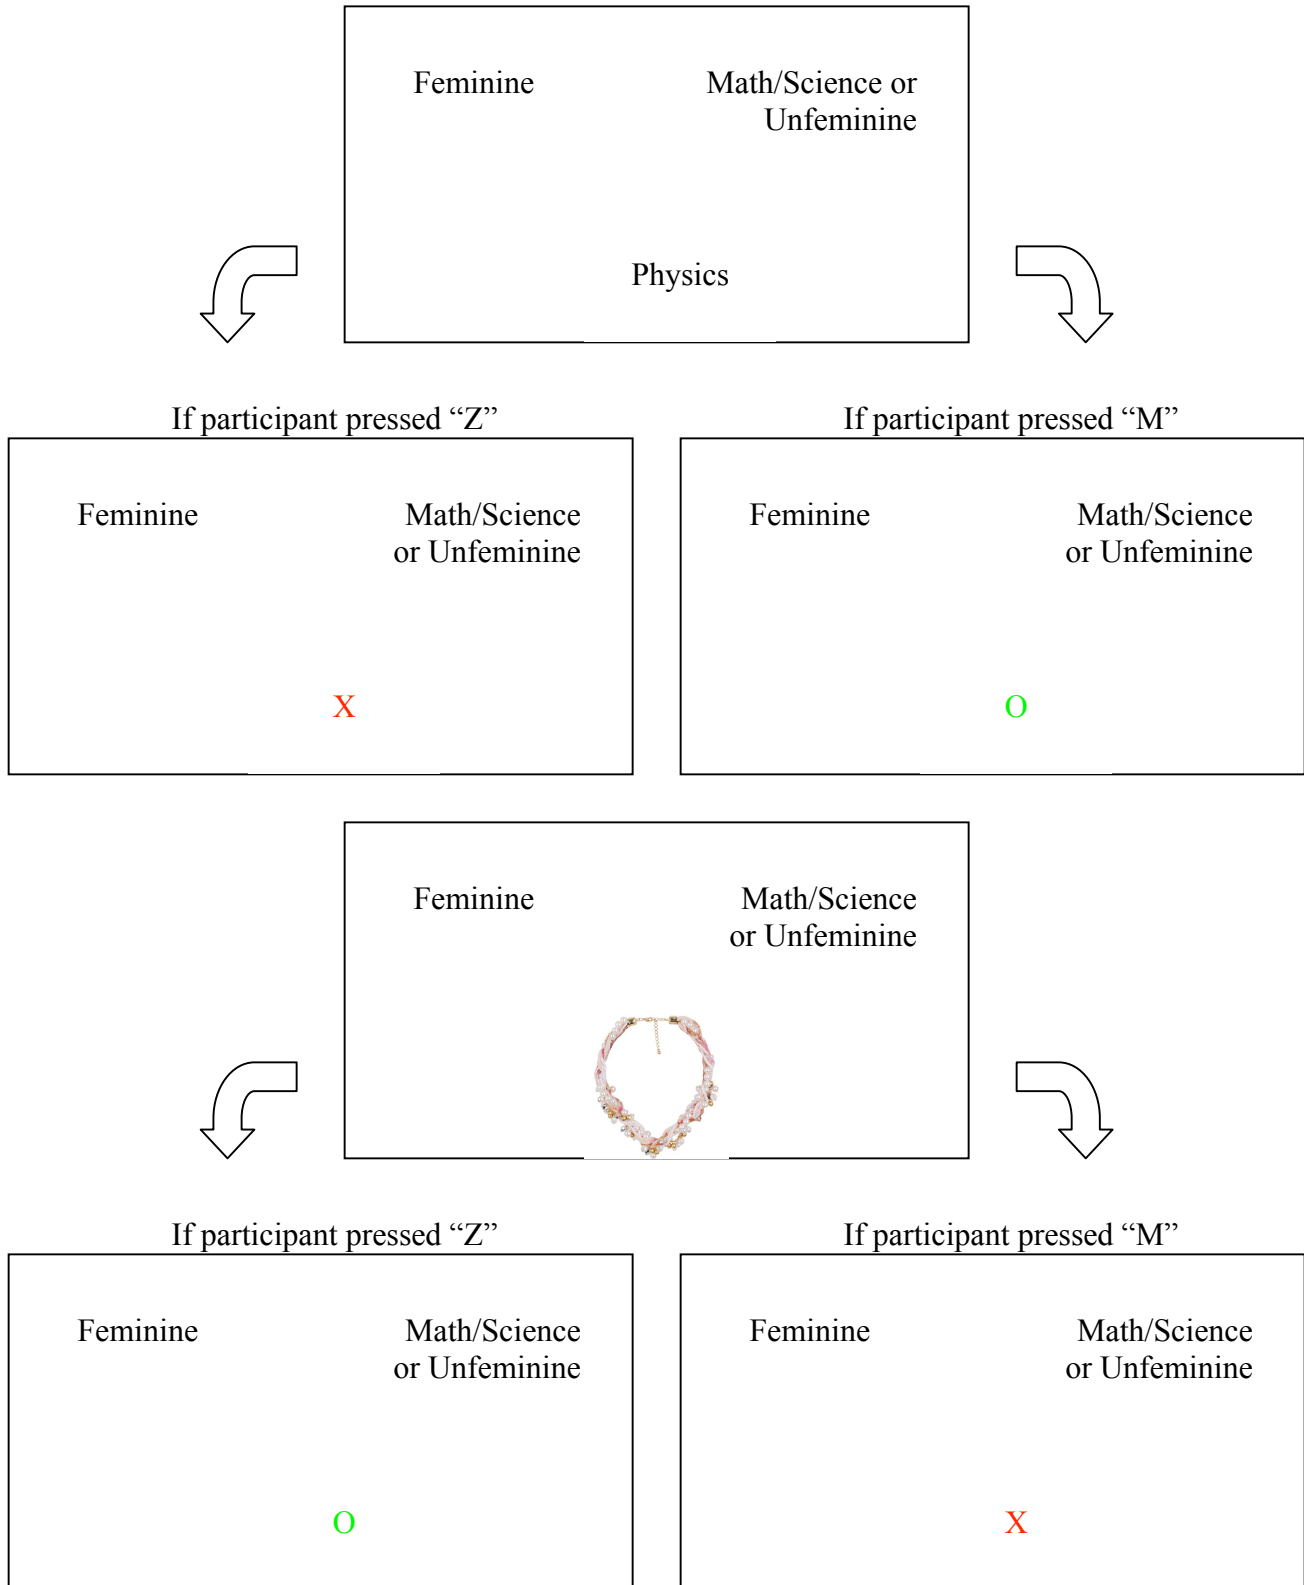 Feminine
Math/Science or
Unfeminine
Physics
If participant pressed “Z”
If participant pressed “M”
Feminine
Math/Science
or Unfeminine
X
Feminine
Math/Science
or Unfeminine
O
Feminine
Math/Science
or Unfeminine
If participant pressed “Z”
If participant pressed “M”
Feminine
Math/Science
or Unfeminine
O
Feminine
Math/Science
or Unfeminine
X